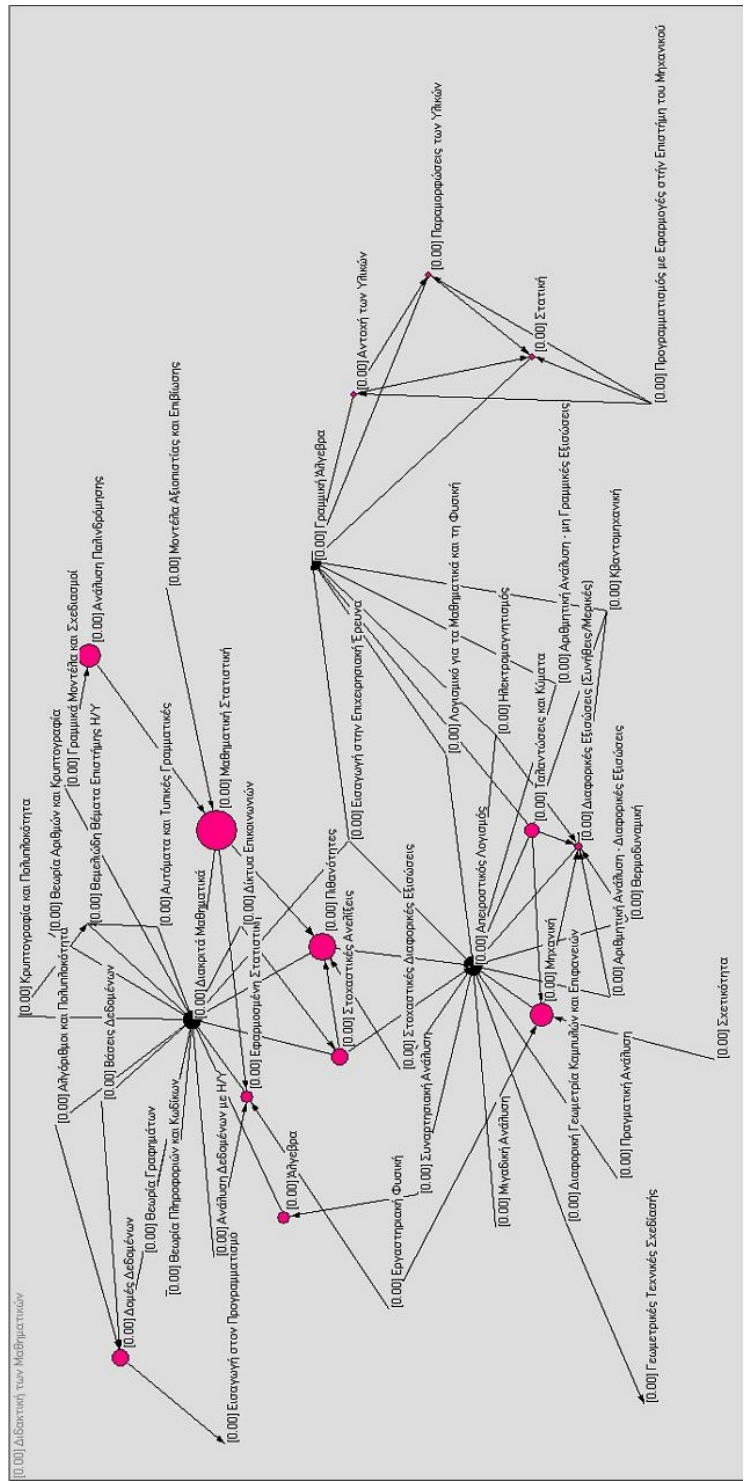 [0.00] Διδακτική των Μαθηματικών
[0.00] Κρυπτογραφία και Πολυπλοκότητα
[0.00] Θεωρία Αριθμών και Κρυπτογραφία
[0.00] Αλγόριθμοι και Πολυπλοκότητα
[0.00] Γραμμικά Μοντέλα και Σχεδιασμοί
[0.00] Θεμελιώδη Θέματα Επιστήμης Η/Υ
[0.00] Ανάλυση Παλινδρόμησης
[0.00] Βάσεις Δεδομένων
[0.00] Δομές Δεδομένων
[0.00] Θεωρία Γραφημάτων
[0.00] Αυτόματα και Τυπικές Γραμματικές
[0.00] Θεωρία Πληροφοριών και Κωδίκων
[0.00] Μοντέλα Αξιοπιστίας και Επιβίωσης
[0.00] Διακριτά Μαθηματικά
[0.00] Ανάλυση Δεδομένων με Η/Υ
[0.00] Μαθηματική Στατιστική
[0.00] Εισαγωγή στον Προγραμματισμό
[0.00] Δίκτυα Επικοινωνιών
[0.00] Εφαρμοσμένη Στατιστική
[0.00] Άλγεβρα
[0.00] Γραμμική Άλγεβρα
[0.00] Πιθανότητες
[0.00] Στοχαστικές Ανελίξεις
[0.00] Εισαγωγή στην Επιχειρησιακή Έρευνα
[0.00] Αντοχή των Υλικών
[0.00] Εργαστηριακή Φυσική
[0.00] Στοχαστικές Διαφορικές Εξισώσεις
[0.00] Συναρτησιακή Ανάλυση
[0.00] Παραμορφώσεις των Υλικών
[0.00] Λογισμικό για τα Μαθηματικά και τη Φυσική
[0.00] Απειροστικός Λογισμός
[0.00] Μιγαδική Ανάλυση
[0.00] Ηλεκτρομαγνητισμός
[0.00] Ταλαντώσεις και Κύματα
[0.00] Στατική
[0.00] Μηχανική
[0.00] Αριθμητική Ανάλυση - μη Γραμμικές Εξισώσεις
[0.00] Διαφορική Γεωμετρία Καμπυλών και Επιφανειών
[0.00] Διαφορικές Εξισώσεις (Συνήθεις/Μερικές)
[0.00] Κβαντομηχανική
[0.00] Αριθμητική Ανάλυση - Διαφορικές Εξισώσεις
[0.00] Πραγματική Ανάλυση
[0.00] Θερμοδυναμική
[0.00] Γεωμετρικές Τεχνικές Σχεδίασής
[0.00] Προγραμματισμός με Εφαρμογές στήν Επιστήμη του Μηχανικού
[0.00] Σχετικότητα